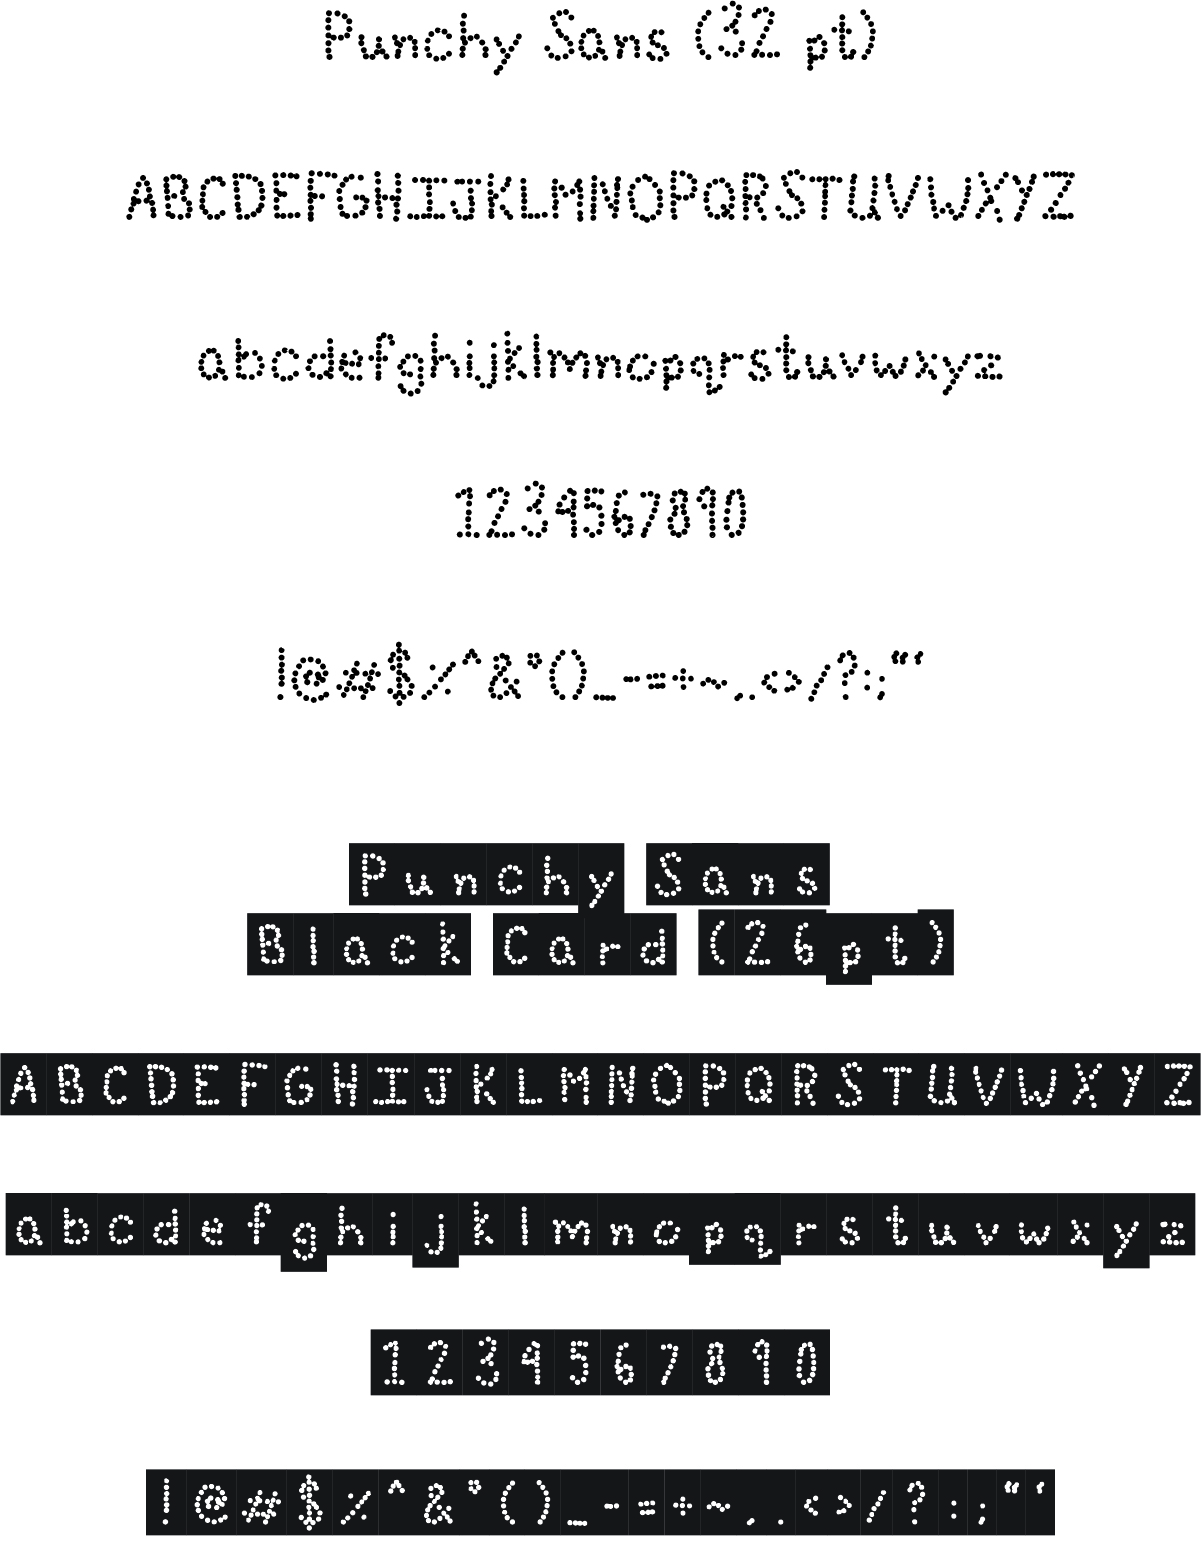 Punchy Sans (32 pt)
ABCDEFGHIJKLMNOPQRSTUVWXYZ
abcdefghijklmnopqrstuvwxyz
1234567890
!@#$%^&*()_-=+~,.<>/?:;"'
Punchy Sans
Black Card (26pt)
ABCDEFGHIJKLMNOPQRSTUVWXYZ
abcdefghijklmnopqrstuvwxyz
1234567890
!@#$%^&*()_-=+~,.<>/?:;"'